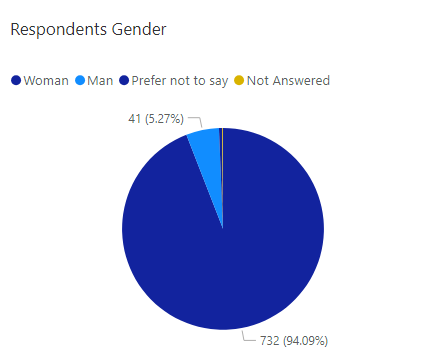 Respondents Gender
Woman Man Prefer not to say Not Answered
41 (5.27%)
732 (94.09%)